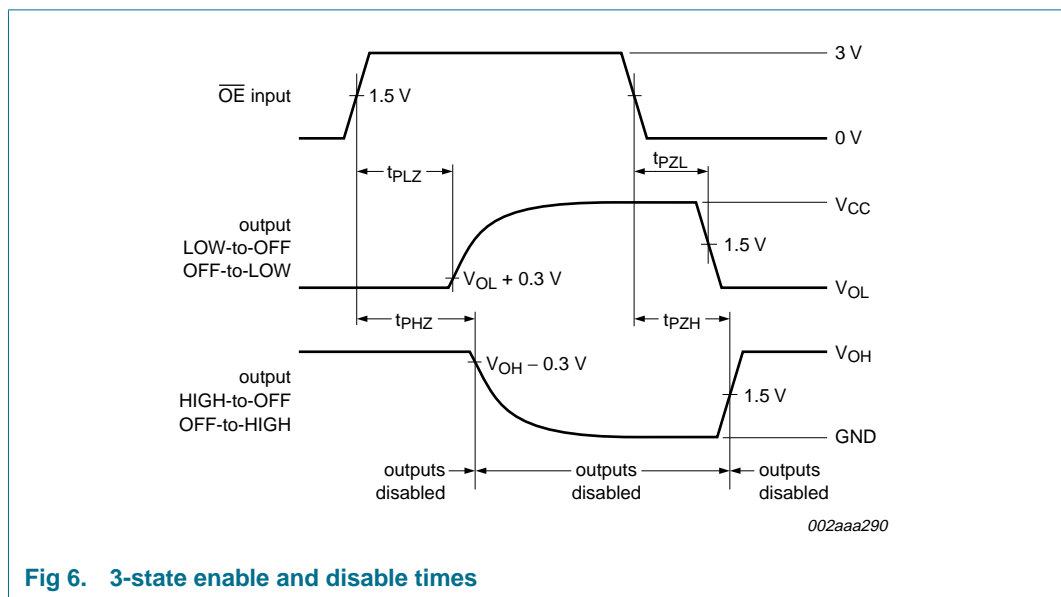 3 V
OE input
1.5 V
0 V
tPLZ
tPZL
VCC
output
LOW-to-OFF
OFF-to-LOW
1.5 V
VOL + 0.3 V
VOL
tPHZ
tPZH
VOH
VOH − 0.3 V
output
HIGH-to-OFF
OFF-to-HIGH
1.5 V
GND
outputs
disabled
outputs
disabled
outputs
disabled
002aaa290
Fig 6. 3-state enable and disable times